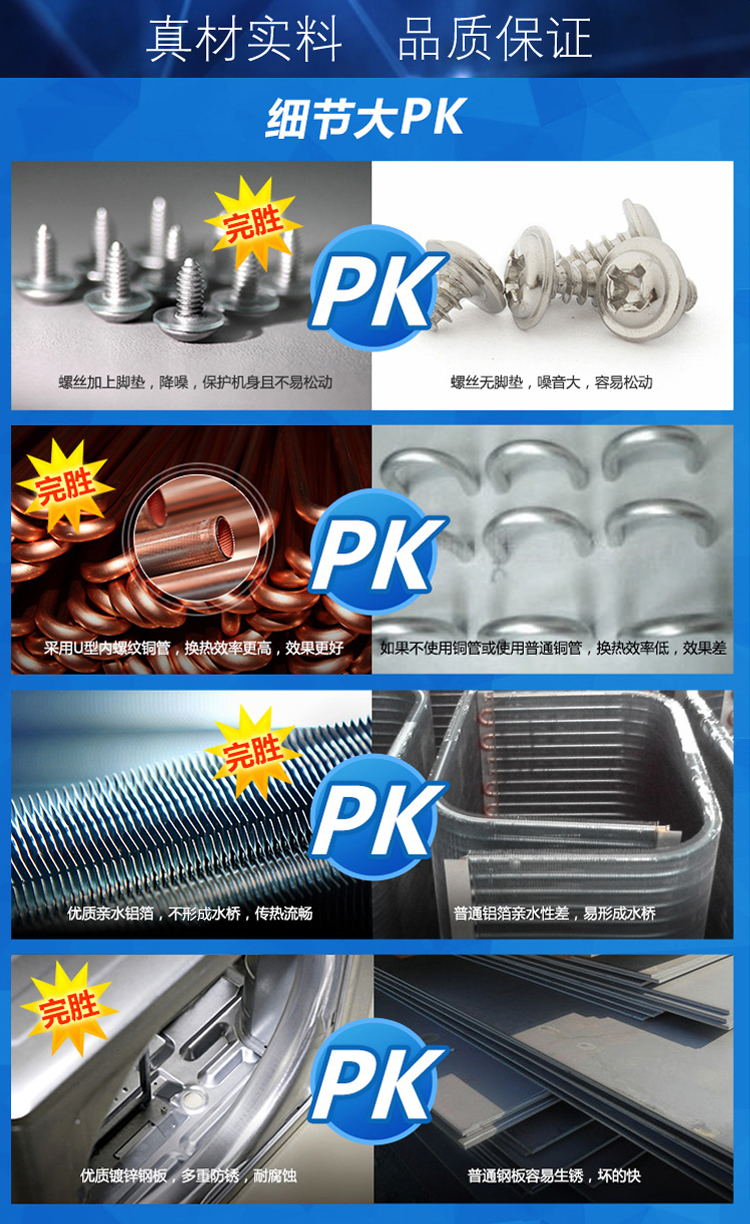 真材实料 品质保证
细节大PK
完胜
PK
螺丝加上脚垫，降噪，保护机身且不易松动
螺丝无脚垫，噪音大，容易松动
完胜
PK
采用U型内螺纹铜管，换热效率更高，效果更好
如果不使用铜管或使用普通铜管，换热效率低，效果差
完胜
PK
优质亲水铝箔，不形成水桥，传热流畅
普通铝箔亲水性差，易形成水桥
完胜
PK
优质镀锌钢板，多重防锈，耐腐蚀
普通钢板容易生锈，坏的快